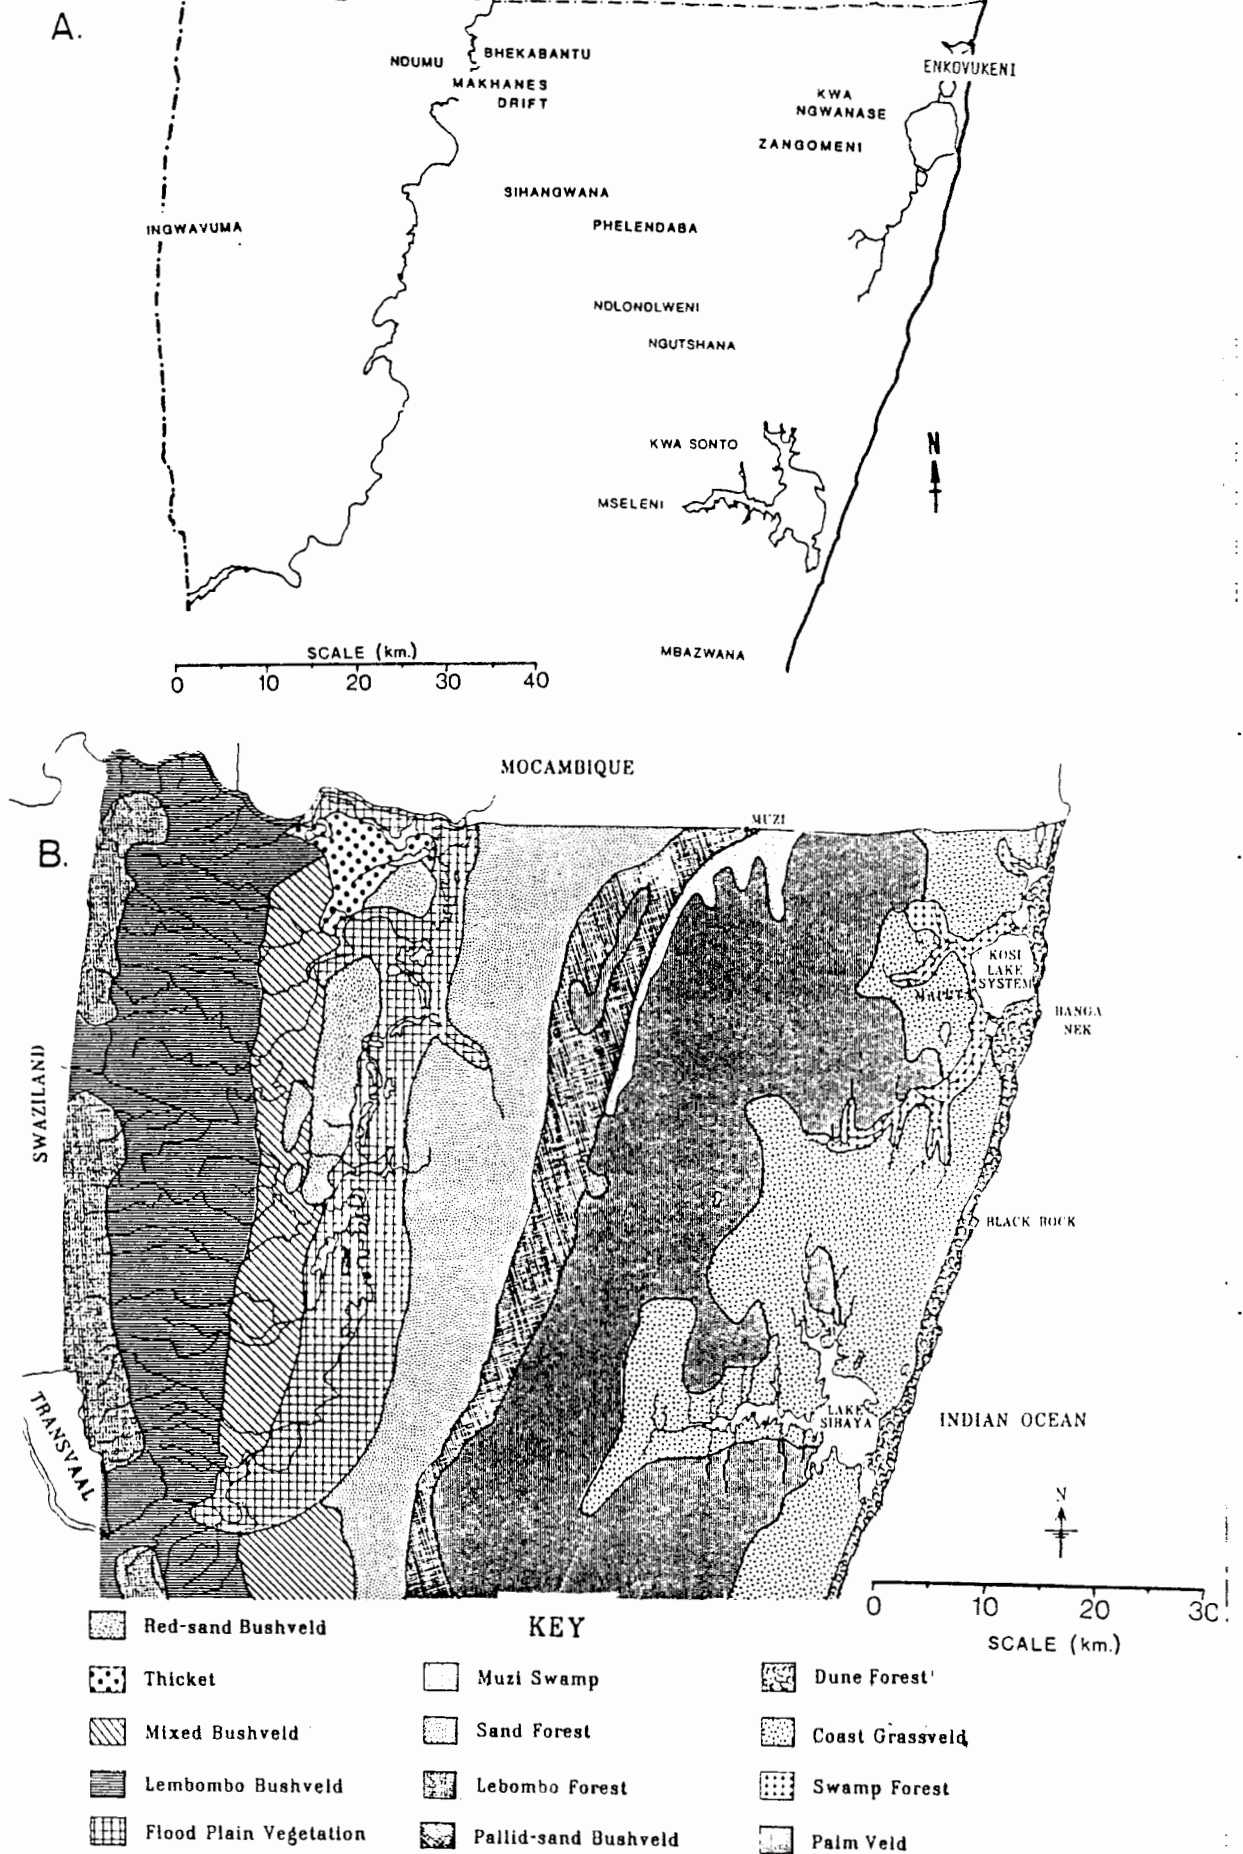 A.
NDUMU
BHEKABANTU
MAKHANES
DRIFT
ENKOVUKENI
KWA
NGWANASE
ZANGOMENI
SIHANGWANA
INGWAVUMA
PHELENDABA
NDLONDLWENI
NGUTSHANA
KWA SONTO
N
MSELENI
MBAZWANA
SCALE (km.)
0 10 20 30 40
MOCAMBIQUE
B.
MUZI
KOSI
LAKE
SYSTEM
BANGA
NEK
SWAZILAND
BLACK ROCK
TRANSVAAL
LAKE
SIBAYA
INDIAN OCEAN
N
0 10 20 30
SCALE (km.)
KEY
Red-sand Bushveld
Thicket
Mixed Bushveld
Lembombo Bushveld
Flood Plain Vegetation
Muzi Swamp
Sand Forest
Lebombo Forest
Pallid-sand Bushveld
Dune Forest
Coast Grassveld
Swamp Forest
Palm Veld